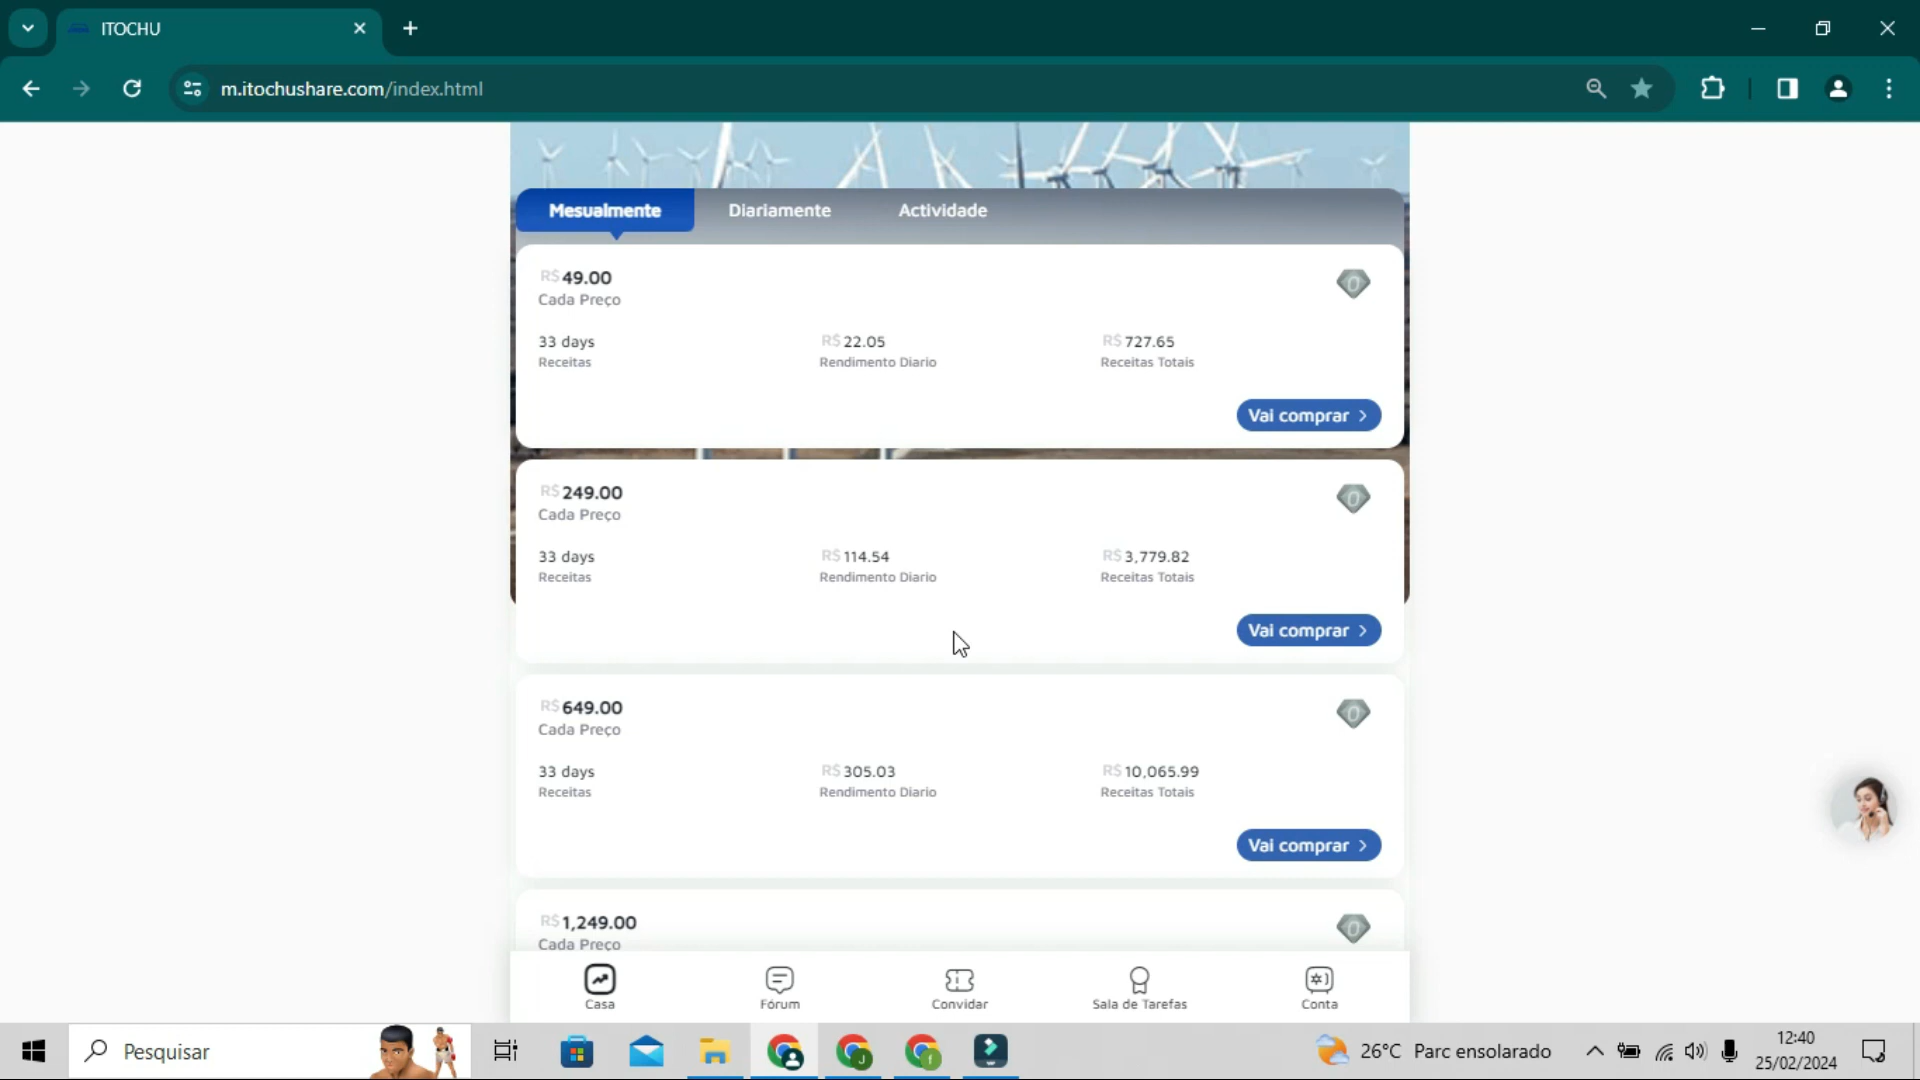 ITOCHU
m.itochushare.com/index.html
Mesualmente Diariamente Actividade
R$ 49.00
Cada Preço
33 days R$ 22.05 R$ 727.65
Receitas Rendimento Diario Receitas Totais
Vai comprar >
R$ 249.00
Cada Preço
33 days R$ 114.54 R$ 3,779.82
Receitas Rendimento Diario Receitas Totais
Vai comprar >
R$ 649.00
Cada Preço
33 days R$ 305.03 R$ 10,065.99
Receitas Rendimento Diario Receitas Totais
Vai comprar >
R$ 1,249.00
Cada Preço
Casa Fórum Convidar Sala de Tarefas Conta
Pesquisar 26°C Parc ensolarado 12:40
25/02/2024